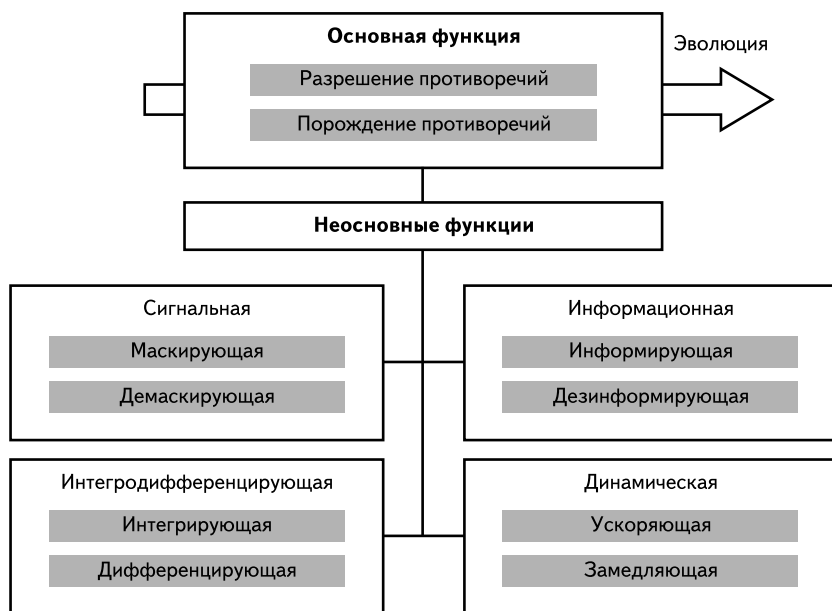 Основная функция
Эволюция
Разрешение противоречий
Порождение противоречий
Неосновные функции
Сигнальная
Маскирующая
Демаскирующая
Информационная
Информирующая
Дезинформирующая
Интегродифференцирующая
Интегрирующая
Дифференцирующая
Динамическая
Ускоряющая
Замедляющая